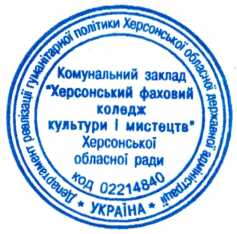 Департамент реалізації гуманітарної політики Херсонської обласної державної адміністрації
Комунальний заклад
"Херсонський фаховий
коледж
культури і мистецтв"
Херсонської
обласної ради
код 02214840
* УКРАЇНА *